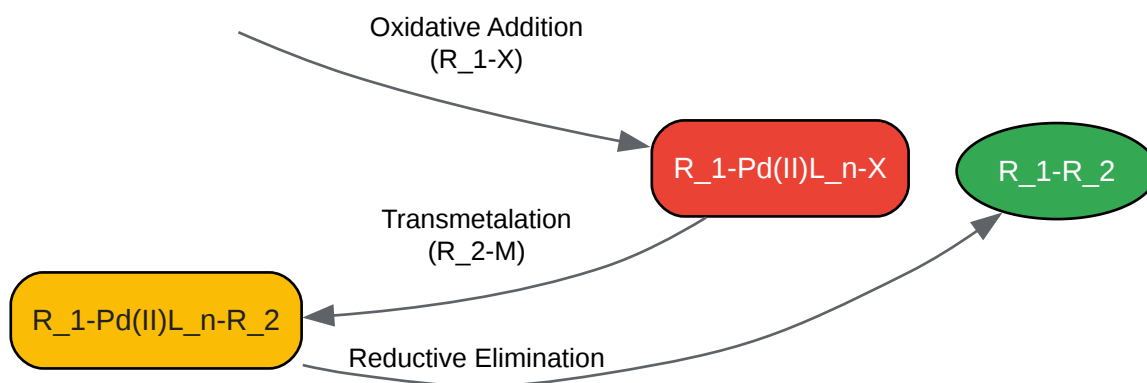 Oxidative Addition
(R_1-X)
R_1-Pd(II)L_n-X
R_1-R_2
Transmetalation
(R_2-M)
R_1-Pd(II)L_n-R_2
Reductive Elimination